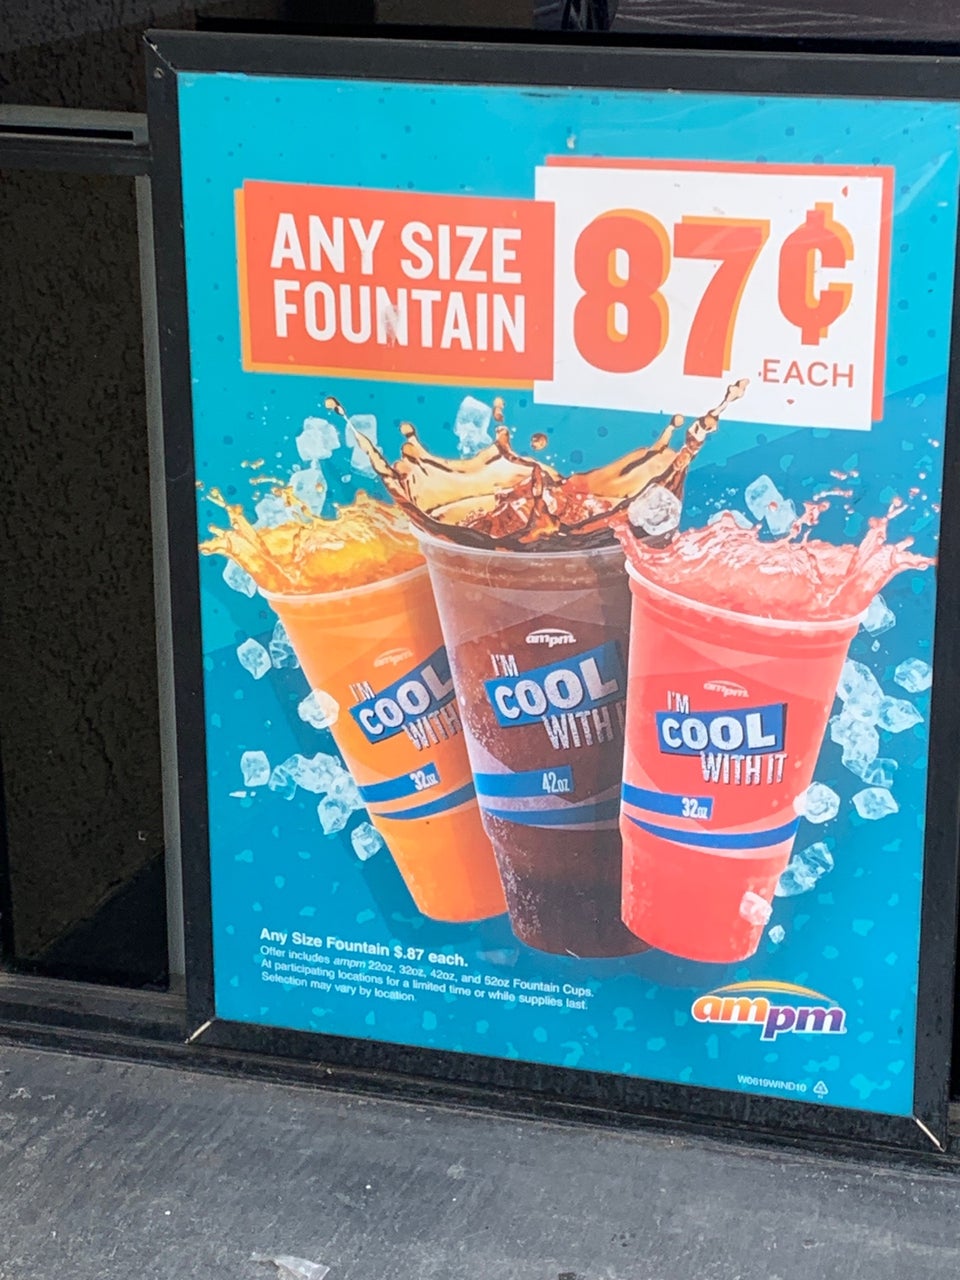 ANY SIZE
FOUNTAIN
87¢
EACH
ampm
I'M
COOL
WITH
32oz
ampm
I'M
COOL
WITH I
42oz
ampm
I'M
COOL
WITH IT
32oz
Any Size Fountain $.87 each.
Offer includes ampm 22oz, 32oz, 42oz, and 52oz Fountain Cups.
At participating locations for a limited time or while supplies last.
Selection may vary by location.
ampm
W0819WIND10